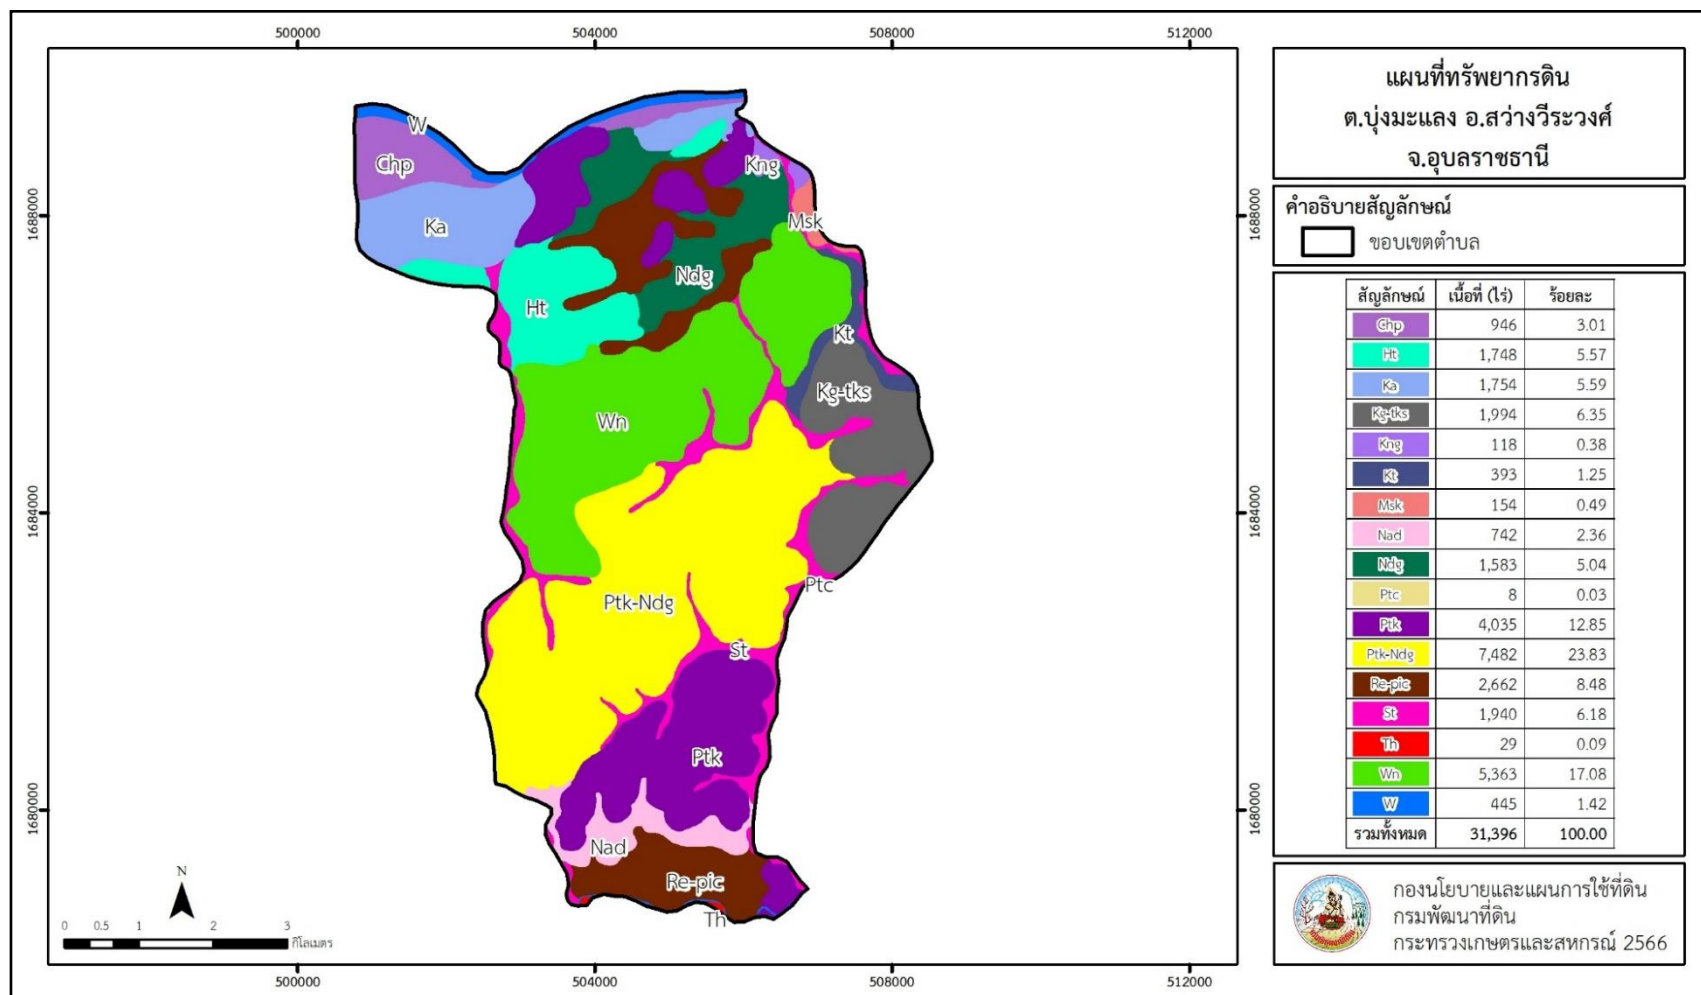 500000
504000
508000
512000
1688000
1684000
1680000
1688000
1684000
1680000
500000
504000
508000
512000
W
Chp
Ka
Kng
Msk
Ndg
Ht
Kt
Kg-tks
Wn
Ptc
Ptk-Ndg
St
Ptk
Nad
Re-pic
Th
N
0 0.5 1 2 3
กิโลเมตร
แผนที่ทรัพยากรดิน
ต.บุ่งมะแลง อ.สว่างวีระวงศ์
จ.อุบลราชธานี
คำอธิบายสัญลักษณ์
ขอบเขตตำบล
สัญลักษณ์ เนื้อที่ (ไร่) ร้อยละ
Chp 946 3.01
Ht 1,748 5.57
Ka 1,754 5.59
Kg-tks 1,994 6.35
Kng 118 0.38
Kt 393 1.25
Msk 154 0.49
Nad 742 2.36
Ndg 1,583 5.04
Ptc 8 0.03
Ptk 4,035 12.85
Ptk-Ndg 7,482 23.83
Re-pic 2,662 8.48
St 1,940 6.18
Th 29 0.09
Wn 5,363 17.08
W 445 1.42
รวมทั้งหมด 31,396 100.00
กองนโยบายและแผนการใช้ที่ดิน
กรมพัฒนาที่ดิน
กระทรวงเกษตรและสหกรณ์ 2566